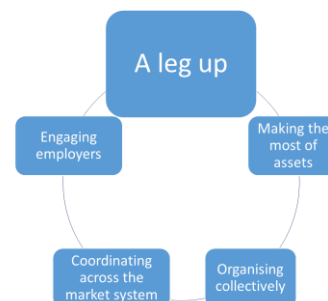 A leg up
Making the
most of
assets
Organising
collectively
Coordinating
across the
market system
Engaging
employers